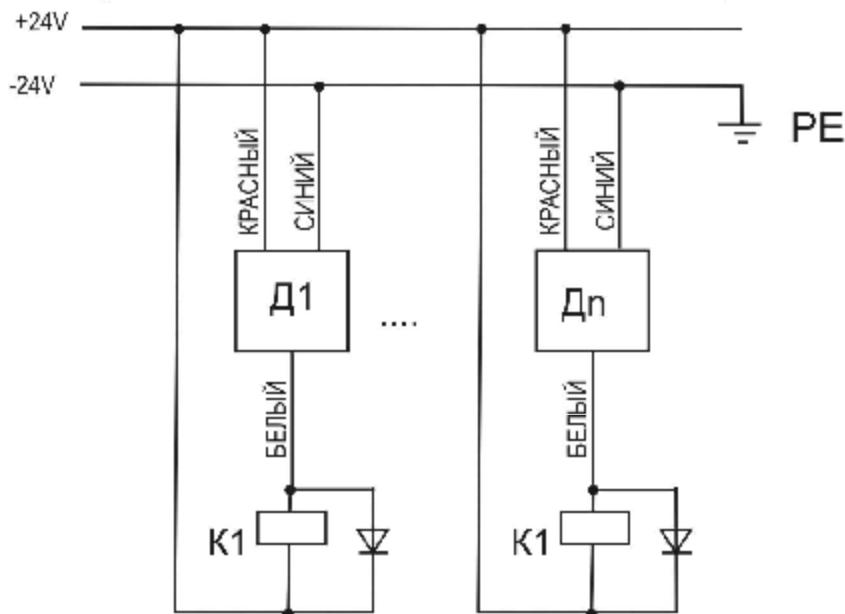 +24V
-24V
PE
КРАСНЫЙ
СИНИЙ
КРАСНЫЙ
СИНИЙ
Д1
....
Дn
БЕЛЫЙ
БЕЛЫЙ
К1
К1